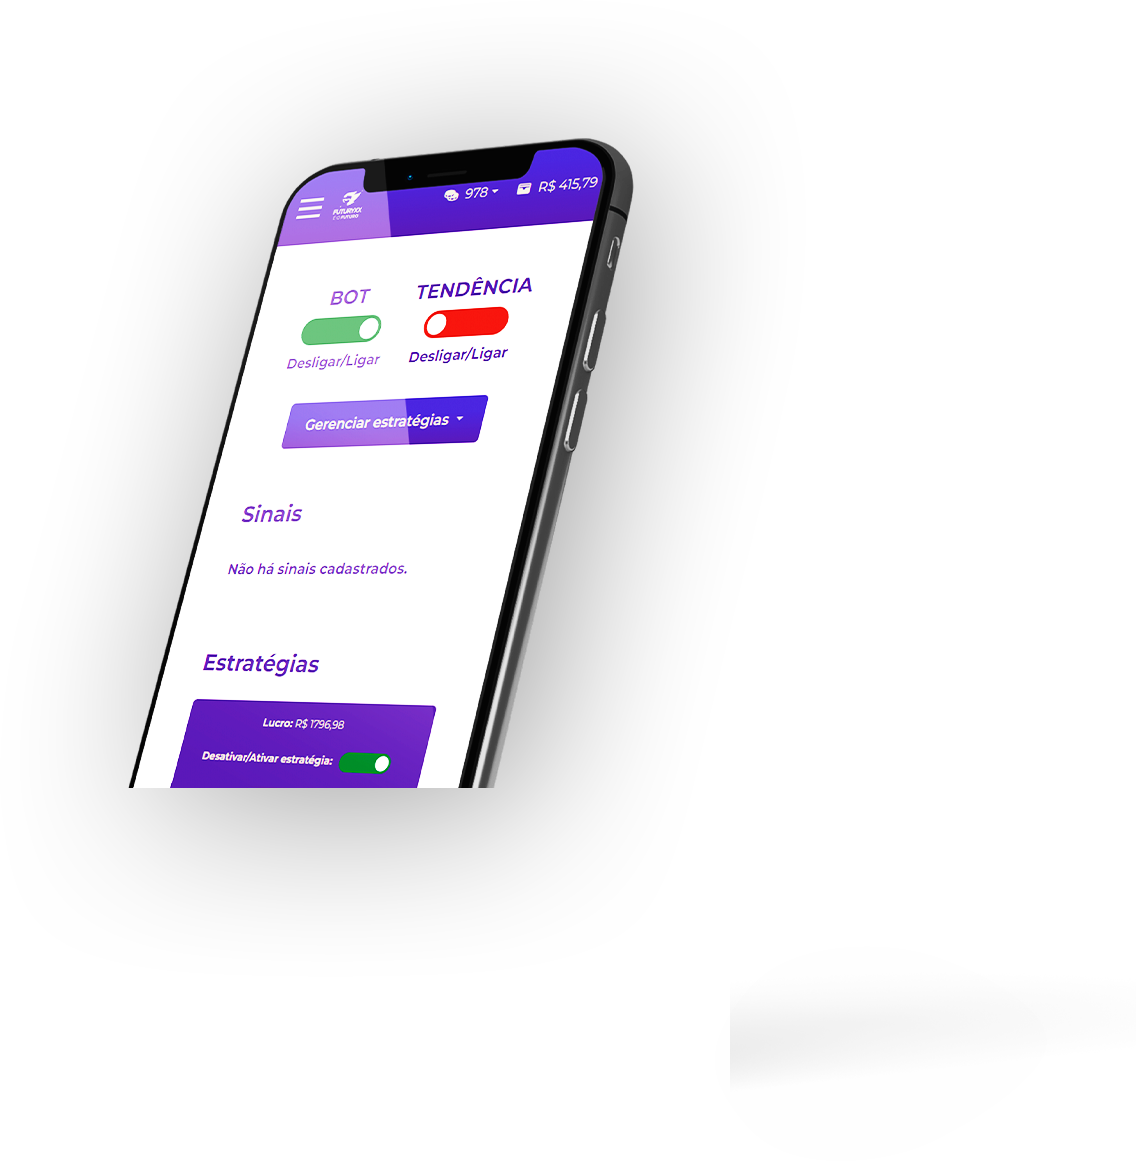 FUTURYXX
É O FUTURO!
978
R$ 415,79
BOT
TENDÊNCIA
Desligar/Ligar
Desligar/Ligar
Gerenciar estratégias
Sinais
Não há sinais cadastrados.
Estratégias
Lucro: R$ 1796,98
Desativar/Ativar estratégia: